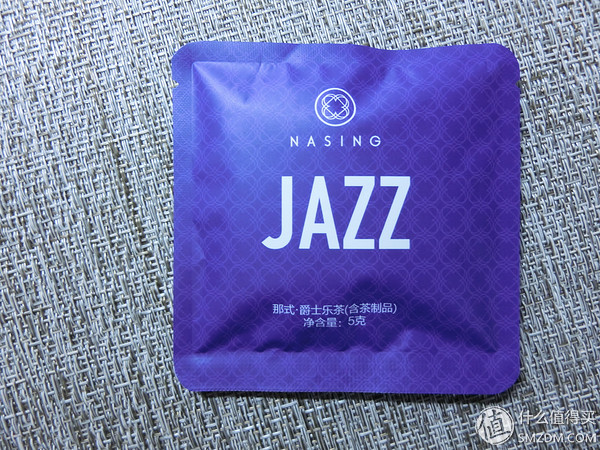 NASING
JAZZ
那式·爵士乐茶(含茶制品)
净含量：5克
值 什么值得买
SMZDM.COM